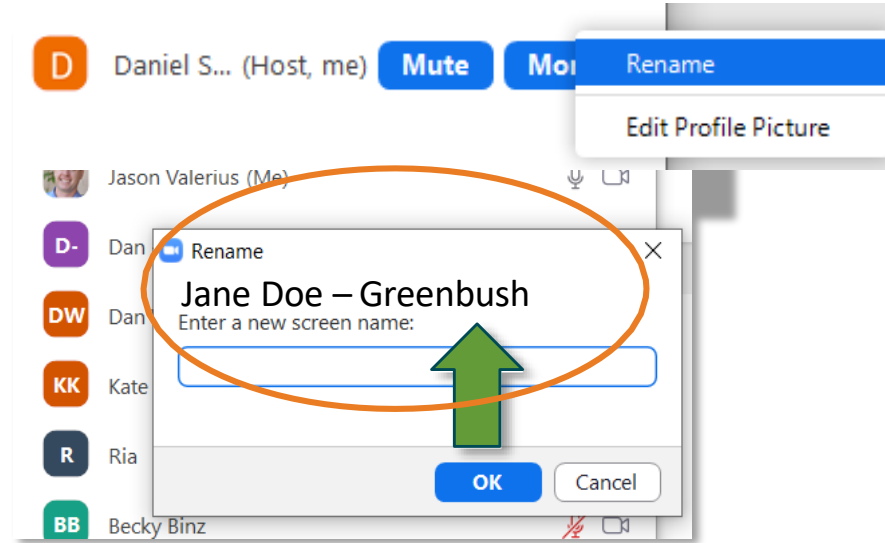 D Daniel S... (Host, me) Mute Mor Rename
Edit Profile Picture
Jason Valerius (Me)
D- Dan
Rename
Jane Doe – Greenbush
DW Dan
Enter a new screen name:
KK Kate
R Ria
OK Cancel
BB Becky Binz